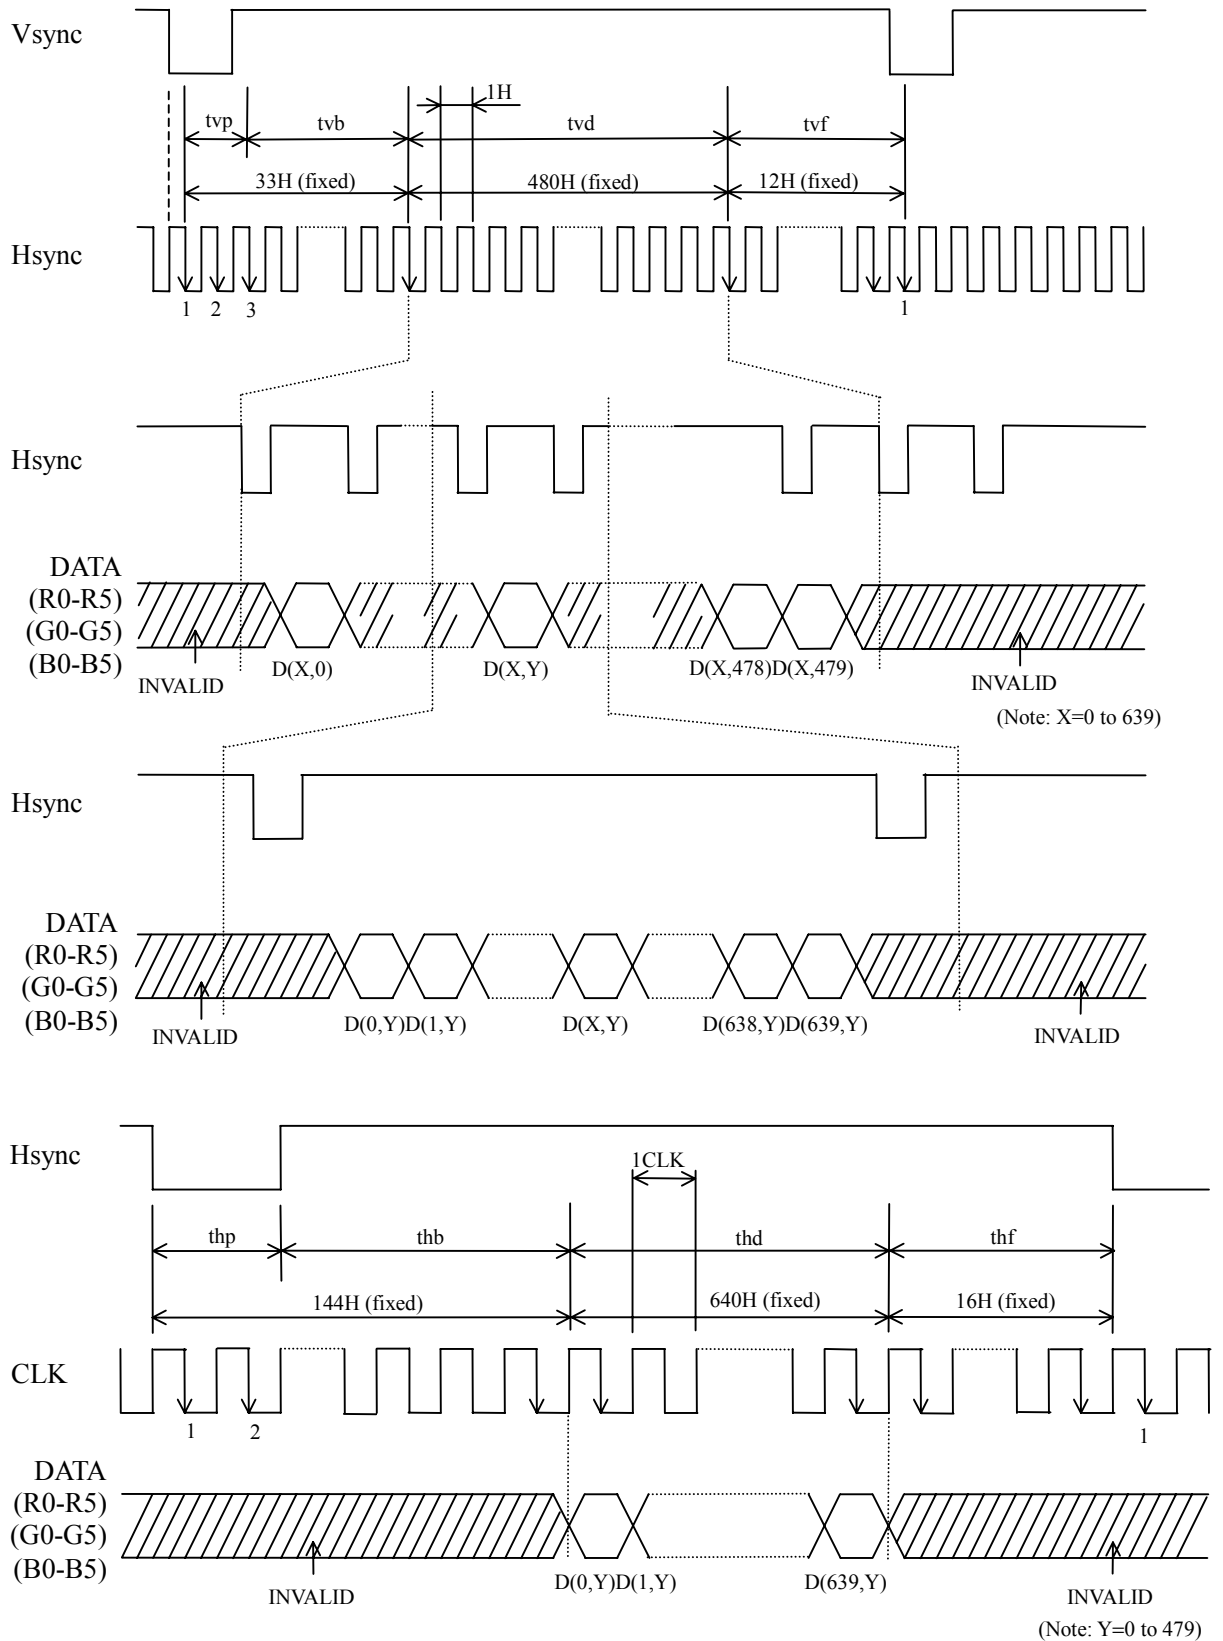 Vsync
1H
tvp
tvb
tvd
tvf
33H (fixed)
480H (fixed)
12H (fixed)
Hsync
1
2
3
1
Hsync
DATA
(R0-R5)
(G0-G5)
(B0-B5)
INVALID
D(X,0)
D(X,Y)
D(X,478)D(X,479)
INVALID
(Note: X=0 to 639)
Hsync
DATA
(R0-R5)
(G0-G5)
(B0-B5)
INVALID
D(0,Y)D(1,Y)
D(X,Y)
D(638,Y)D(639,Y)
INVALID
Hsync
1CLK
thp
thb
thd
thf
144H (fixed)
640H (fixed)
16H (fixed)
CLK
1
2
1
DATA
(R0-R5)
(G0-G5)
(B0-B5)
INVALID
D(0,Y)D(1,Y)
D(639,Y)
INVALID
(Note: Y=0 to 479)